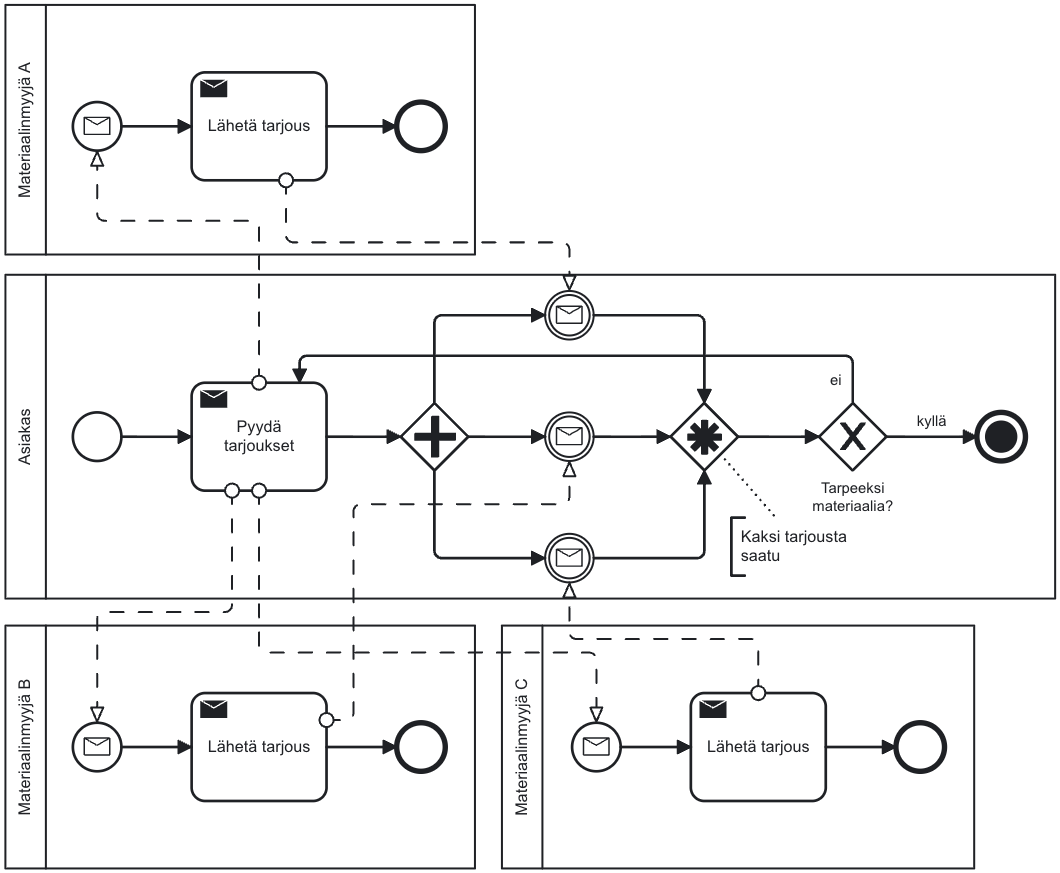 Materiaalinmyyjä A
Lähetä tarjous
Asiakas
Pyydä
tarjoukset
ei
kyllä
Tarpeeksi
materiaalia?
Kaksi tarjousta
saatu
Materiaalinmyyjä B
Lähetä tarjous
Materiaalinmyyjä C
Lähetä tarjous